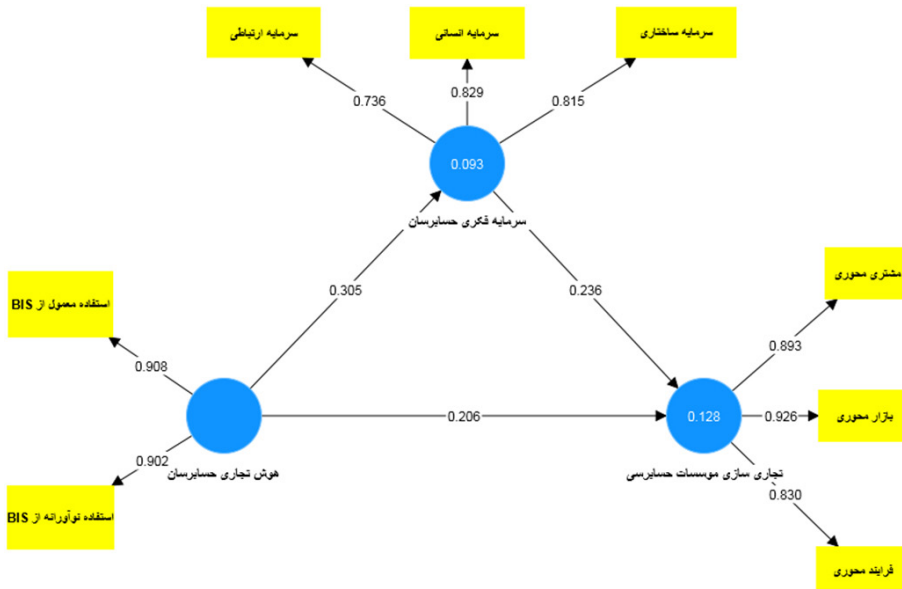 سرمایه ساختاری
سرمایه انسانی
سرمایه ارتباطی
0.736
0.829
0.815
0.093
سرمایه فکری حسابرسان
0.305
0.236
مشتری محوری
استفاده معمول از BIS
0.893
0.908
0.206
0.128
0.926
بازار محوری
0.902
هوش تجاری حسابرسان
تجاری سازی موسسات حسابرسی
0.830
استفاده نوآورانه از BIS
فرایند محوری